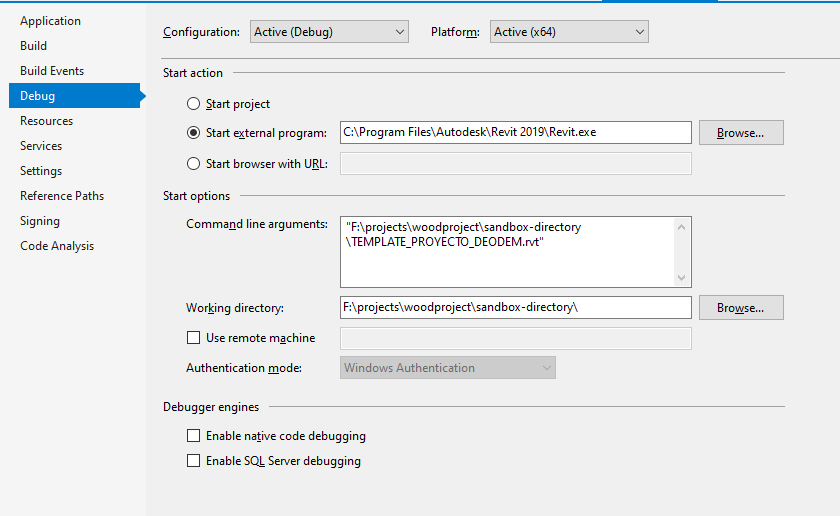 Application
Build
Build Events
Debug
Resources
Services
Settings
Reference Paths
Signing
Code Analysis
Configuration: Active (Debug) Platform: Active (x64)
Start action
Start project
Start external program: C:\Program Files\Autodesk\Revit 2019\Revit.exe Browse...
Start browser with URL:
Start options
Command line arguments: "F:\projects\woodproject\sandbox-directory
\TEMPLATE_PROYECTO_DEODEM.rvt"
Working directory: F:\projects\woodproject\sandbox-directory\ Browse...
Use remote machine
Authentication mode: Windows Authentication
Debugger engines
Enable native code debugging
Enable SQL Server debugging